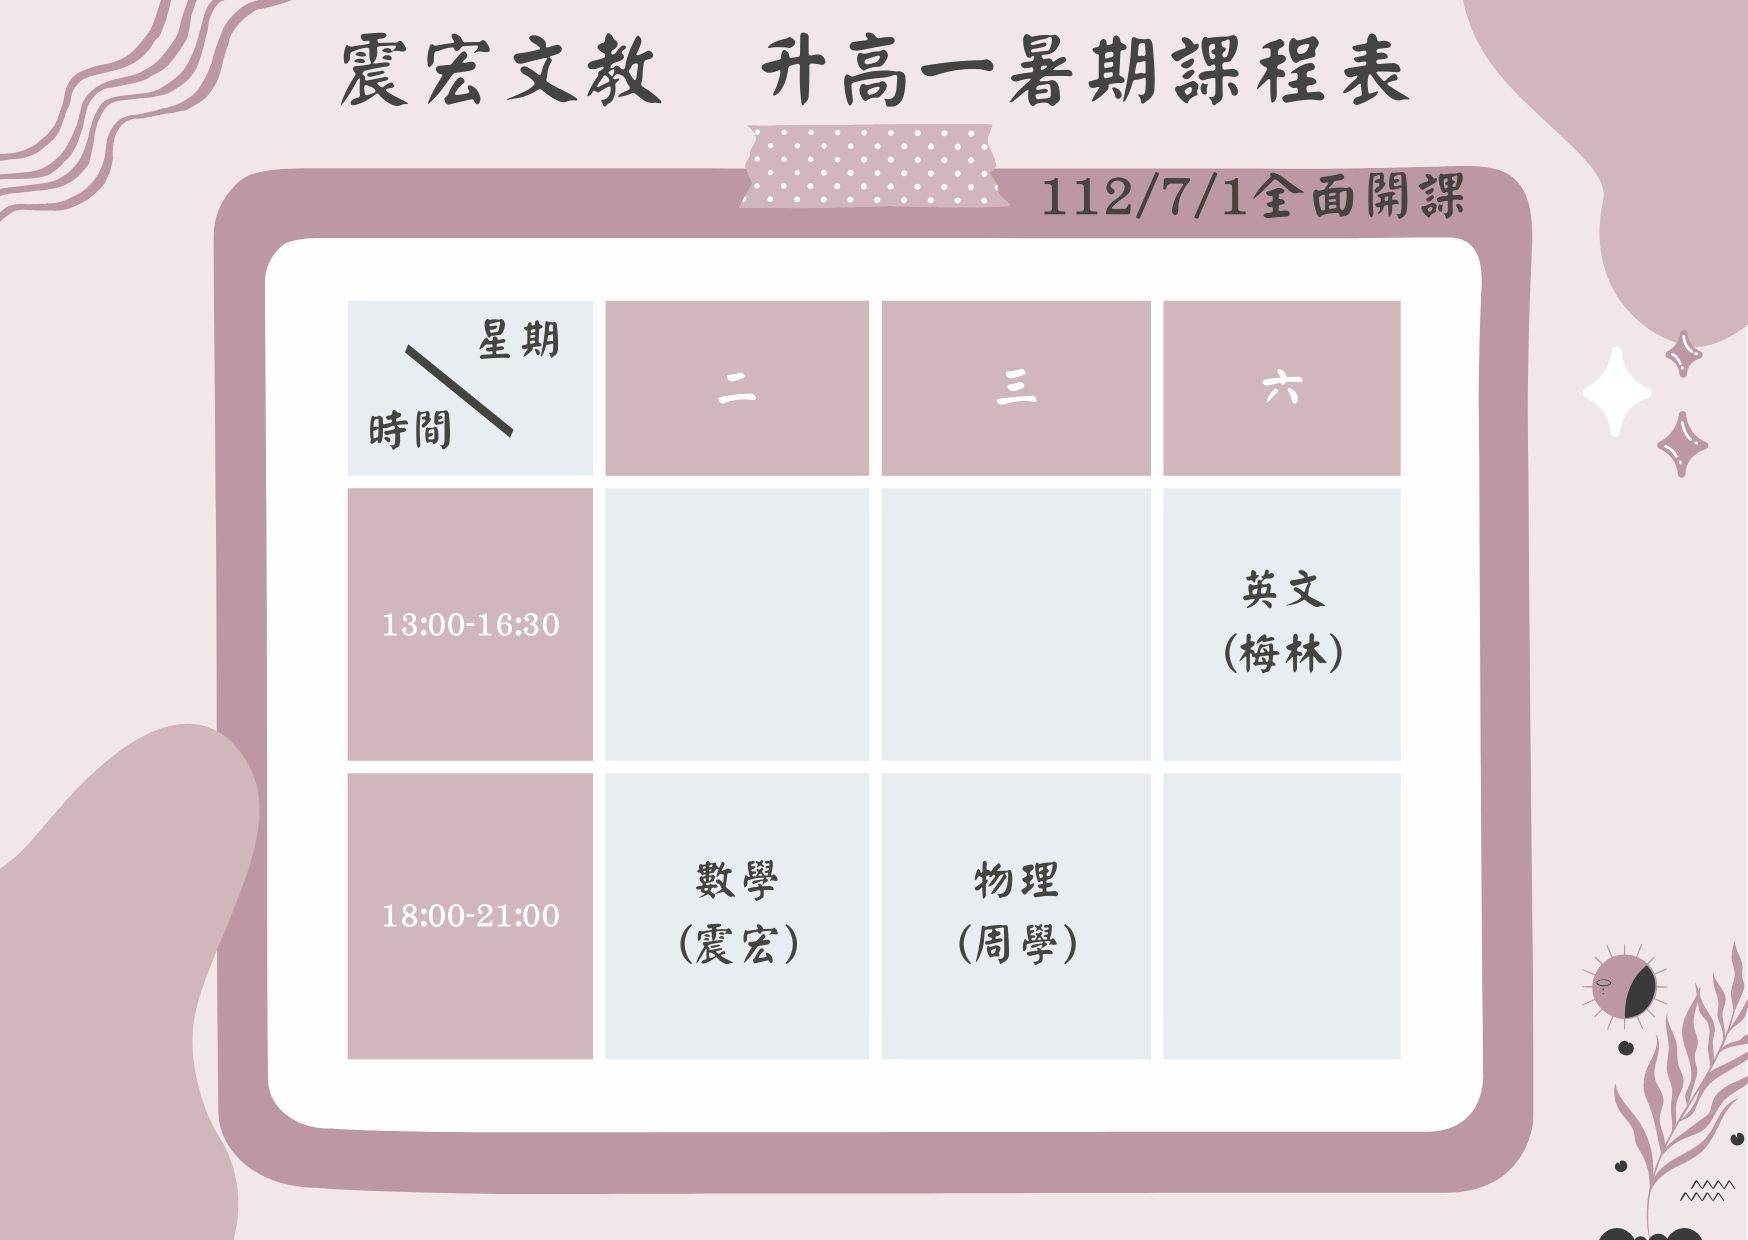 震宏文教 升高一暑期課程表
112/7/1全面開課
星期
時間
二
三
六
13:00-16:30
英文
(梅林)
18:00-21:00
數學
(震宏)
物理
(周學)